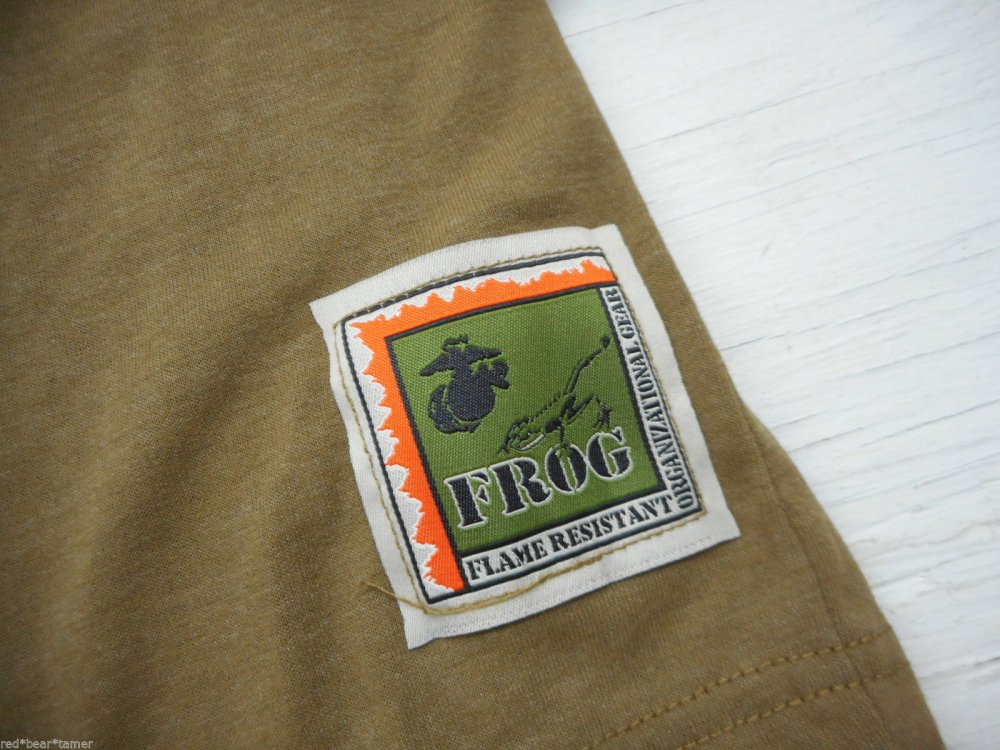 FROG
FLAME RESISTANT
ORGANIZATIONAL GEAR
red*bear*tamer